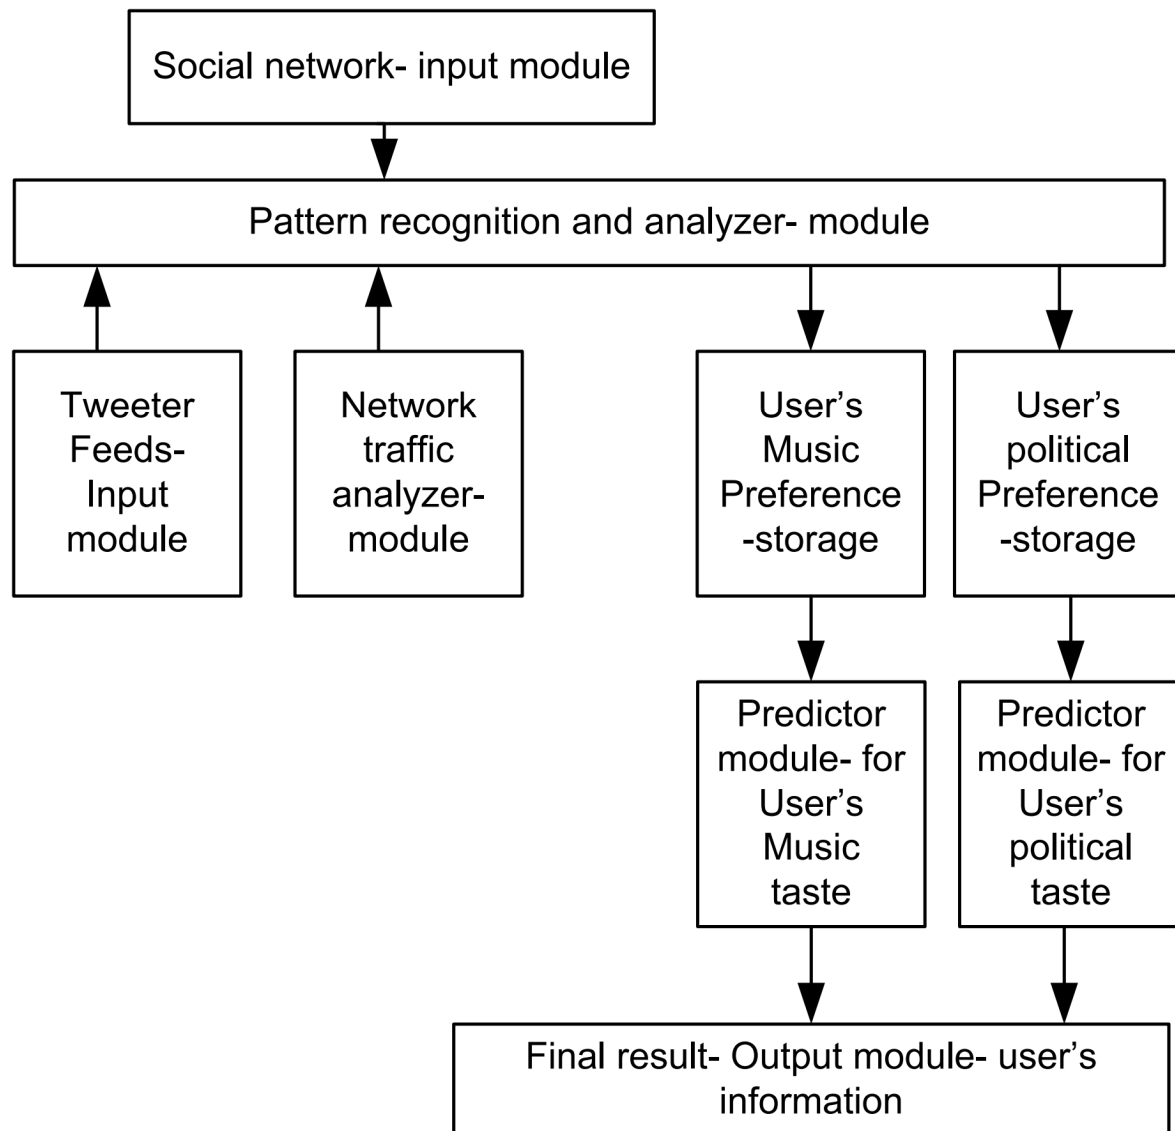 Social network- input module
Pattern recognition and analyzer- module
Tweeter
Feeds-
Input
module
Network
traffic
analyzer-
module
User’s
Music
Preference
-storage
User’s
political
Preference
-storage
Predictor
module- for
User’s
Music
taste
Predictor
module- for
User’s
political
taste
Final result- Output module- user’s
information